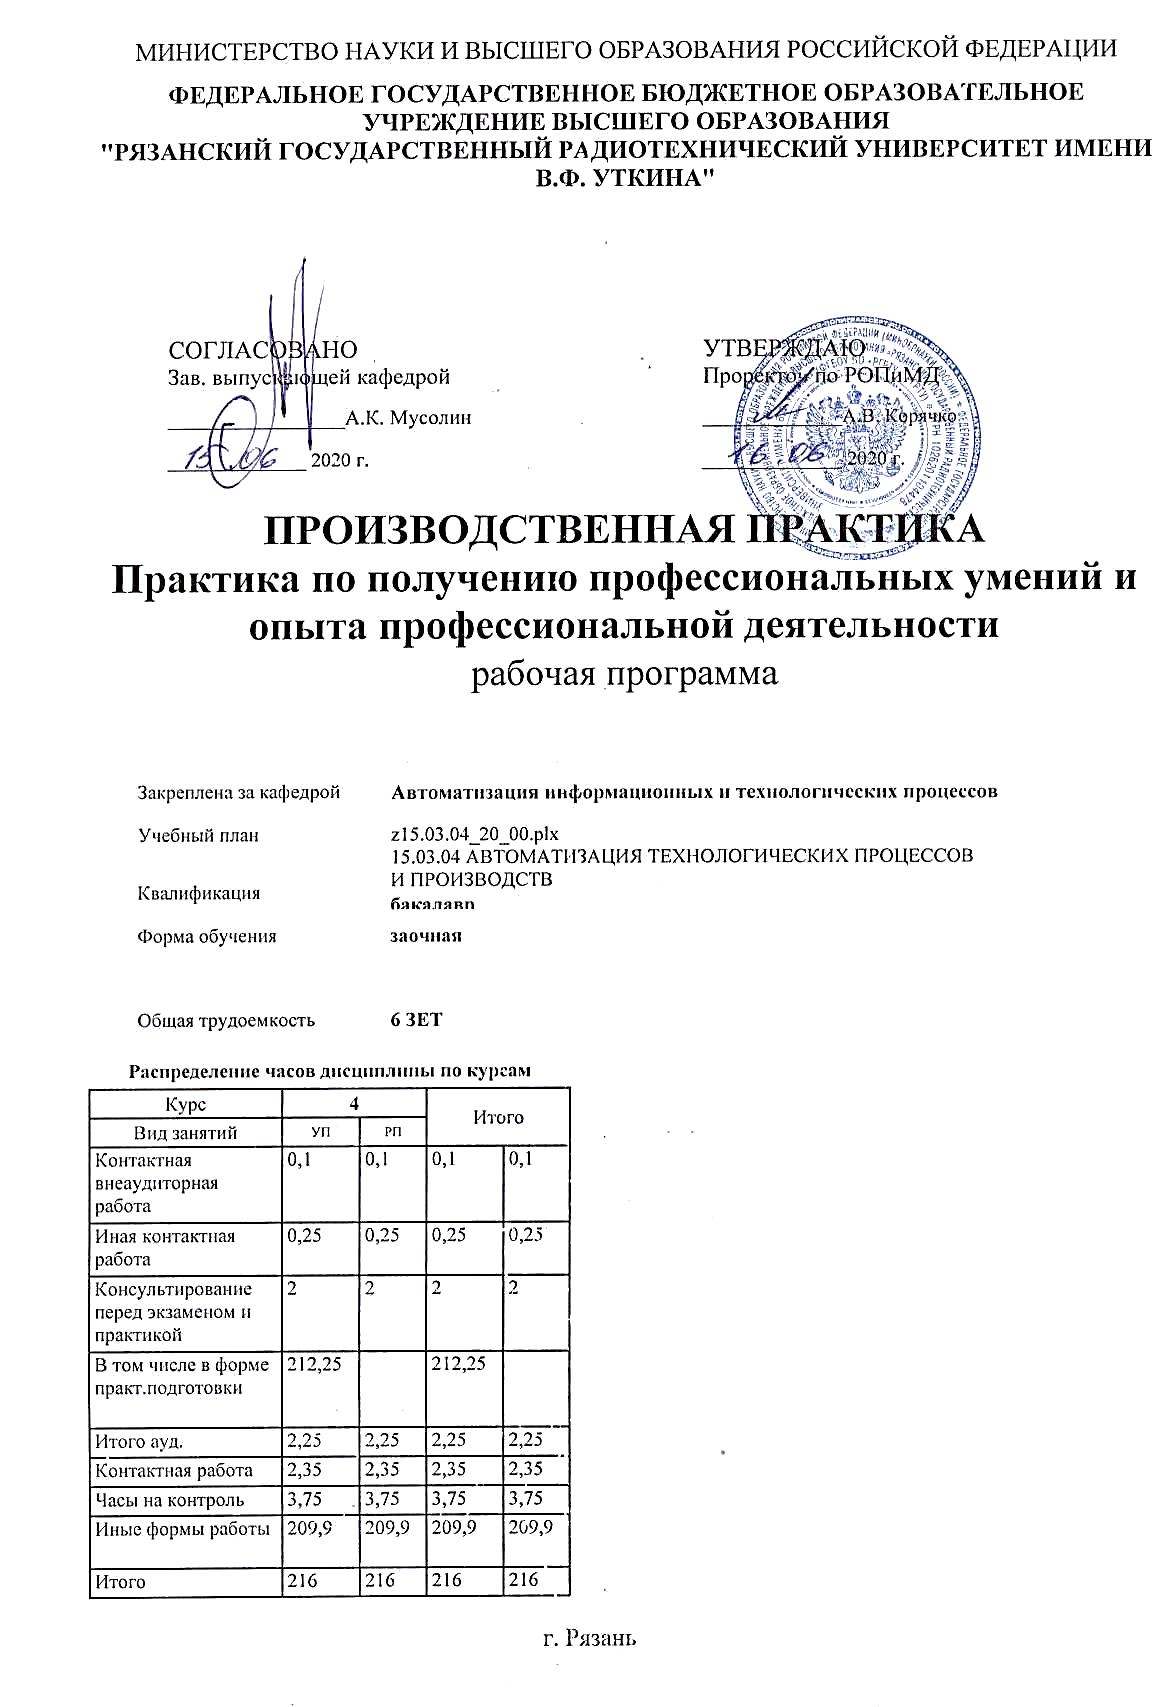 МИНИСТЕРСТВО НАУКИ И ВЫСШЕГО ОБРАЗОВАНИЯ РОССИЙСКОЙ ФЕДЕРАЦИИ
ФЕДЕРАЛЬНОЕ ГОСУДАРСТВЕННОЕ БЮДЖЕТНОЕ ОБРАЗОВАТЕЛЬНОЕ
УЧРЕЖДЕНИЕ ВЫСШЕГО ОБРАЗОВАНИЯ
"РЯЗАНСКИЙ ГОСУДАРСТВЕННЫЙ РАДИОТЕХНИЧЕСКИЙ УНИВЕРСИТЕТ ИМЕНИ
В.Ф. УТКИНА"
СОГЛАСОВАНО
Зав. выпускающей кафедрой
А.К. Мусолин
15.06 2020 г.
УТВЕРЖДАЮ
Проректор по РОПиМД
А.В. Корячко
16 06 2020 г.
ПРОИЗВОДСТВЕННАЯ ПРАКТИКА
Практика по получению профессиональных умений и
опыта профессиональной деятельности
рабочая программа
Закреплена за кафедрой Автоматизация информационных и технологических процессов
Учебный план z15.03.04_20_00.plx
15.03.04 АВТОМАТИЗАЦИЯ ТЕХНОЛОГИЧЕСКИХ ПРОЦЕССОВ
И ПРОИЗВОДСТВ
Квалификация бакалавр
Форма обучения заочная
Общая трудоемкость 6 ЗЕТ
Распределение часов дисциплины по курсам
Курс 4 Итого
Вид занятий УП РП
Контактная 0,1 0,1 0,1 0,1
внеаудиторная
работа
Иная контактная 0,25 0,25 0,25 0,25
работа
Консультирование 2 2 2 2
перед экзаменом и
практикой
В том числе в форме 212,25 212,25
практ.подготовки
Итого ауд. 2,25 2,25 2,25 2,25
Контактная работа 2,35 2,35 2,35 2,35
Часы на контроль 3,75 3,75 3,75 3,75
Иные формы работы 209,9 209,9 209,9 209,9
Итого 216 216 216 216
г. Рязань